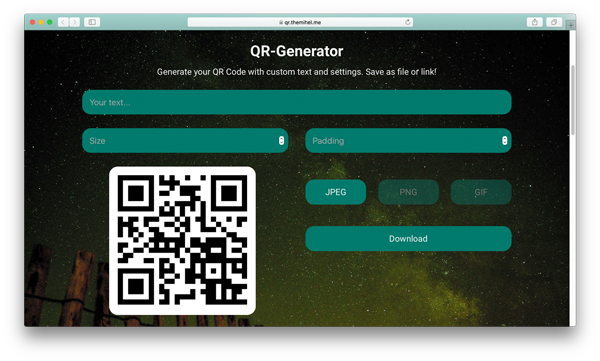 qr.themihel.me
QR-Generator
Generate your QR Code with custom text and settings. Save as file or link!
Your text...
Size
Padding
JPEG
PNG
GIF
Download